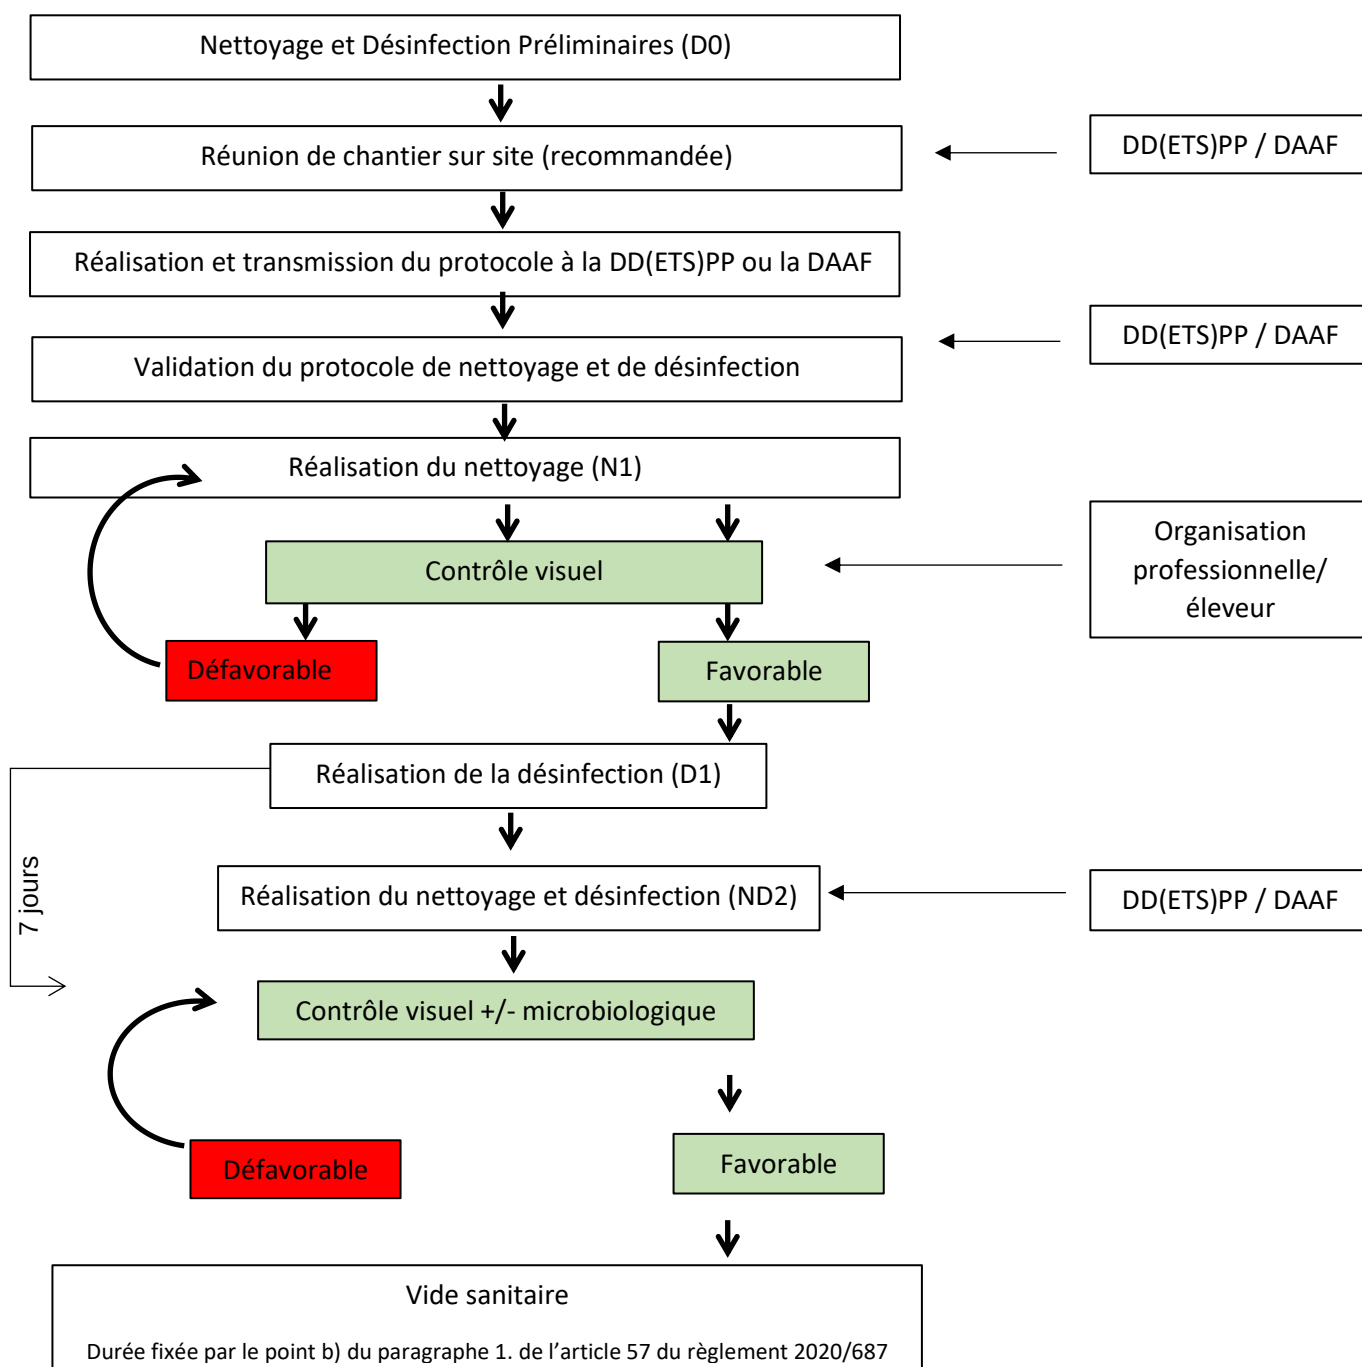 Nettoyage et Désinfection Préliminaires (D0)
Réunion de chantier sur site (recommandée)
DD(ETS)PP / DAAF
Réalisation et transmission du protocole à la DD(ETS)PP ou la DAAF
Validation du protocole de nettoyage et de désinfection
DD(ETS)PP / DAAF
Réalisation du nettoyage (N1)
Contrôle visuel
Organisation
professionnelle/
éleveur
Défavorable
Favorable
Réalisation de la désinfection (D1)
7 jours
Réalisation du nettoyage et désinfection (ND2)
DD(ETS)PP / DAAF
Contrôle visuel +/- microbiologique
Défavorable
Favorable
Vide sanitaire
Durée fixée par le point b) du paragraphe 1. de l’article 57 du règlement 2020/687